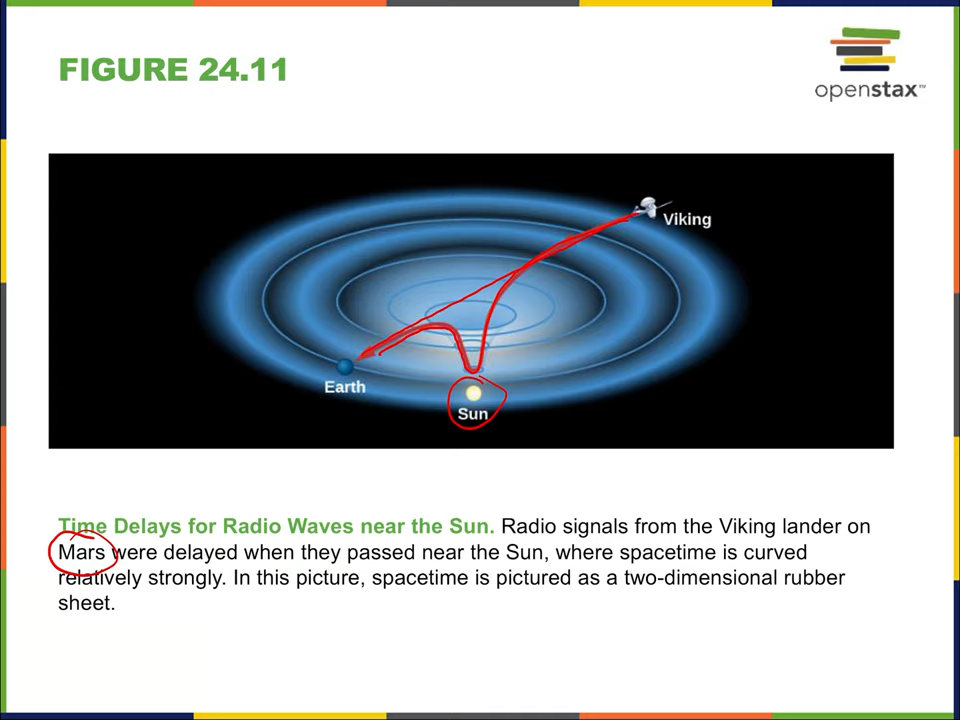 FIGURE 24.11
openstax™
Viking
Earth
Sun
Time Delays for Radio Waves near the Sun. Radio signals from the Viking lander on
Mars were delayed when they passed near the Sun, where spacetime is curved
relatively strongly. In this picture, spacetime is pictured as a two-dimensional rubber
sheet.